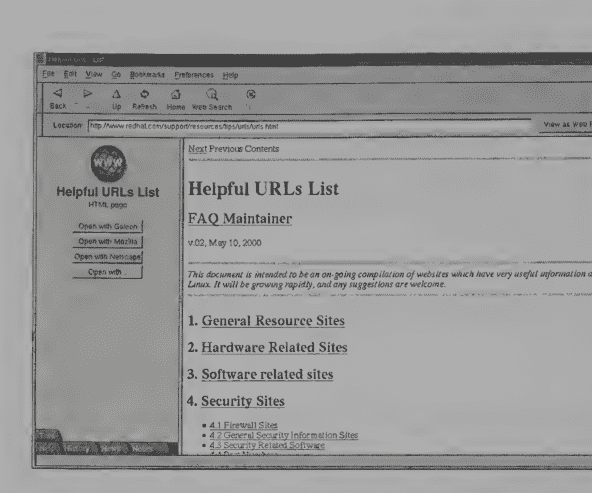 File Edit View Go Bookmarks Preferences Help
Back Up Refresh Home Web Search
Location: http://www.redhat.com/support/resources/tips/urls/urls.html
View as Web
WWW
Helpful URLs List
HTML page
Open with Galeon
Open with Mozilla
Open with Netscape
Open with
Next Previous Contents
Helpful URLs List
FAQ Maintainer
v.02, May 10, 2000
This document is intended to be an on-going compilation of websites which have very useful information
Linux. It will be growing rapidly, and any suggestions are welcome.
1. General Resource Sites
2. Hardware Related Sites
3. Software related sites
4. Security Sites
4.1 Firewall Sites
4.2 General Security Information Sites
4.3 Security Related Software